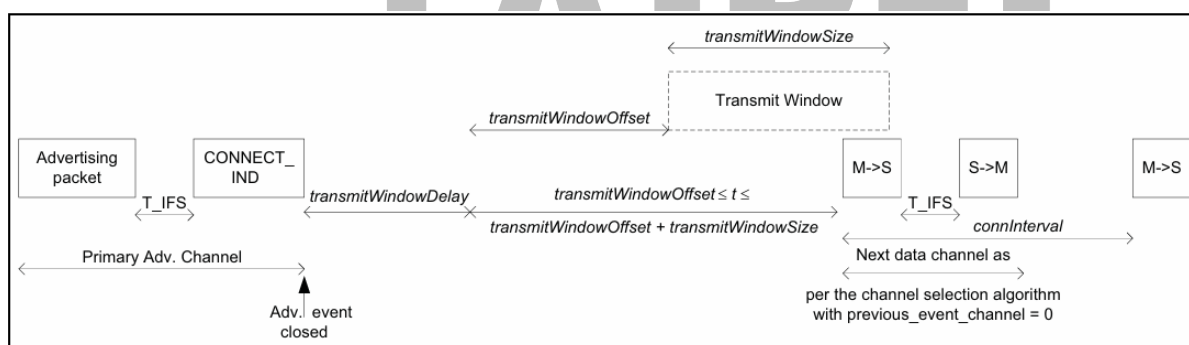 transmitWindowSize
Transmit Window
transmitWindowOffset
Advertising
packet
CONNECT_
IND
M->S
S->M
M->S
T_IFS
transmitWindowDelay
transmitWindowOffset ≤ t ≤
transmitWindowOffset + transmitWindowSize
T_IFS
connInterval
Primary Adv. Channel
Next data channel as
per the channel selection algorithm
with previous_event_channel = 0
Adv. event
closed